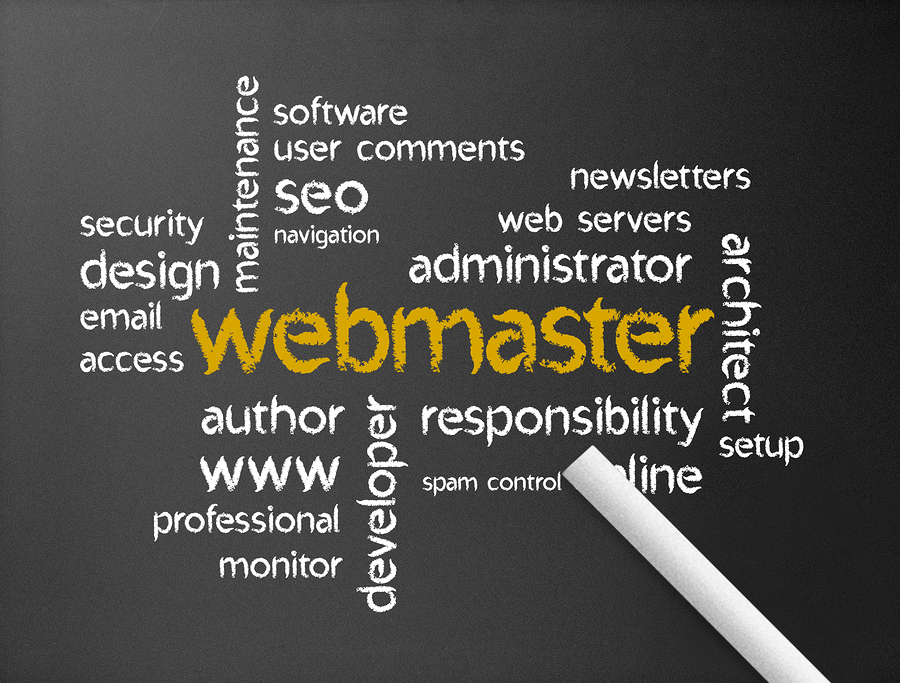 maintenance
software
user comments
seo
navigation
newsletters
web servers
administrator
security
design
email
access
webmaster
architect
author
developer
responsibility
setup
www
spam control
professional
monitor